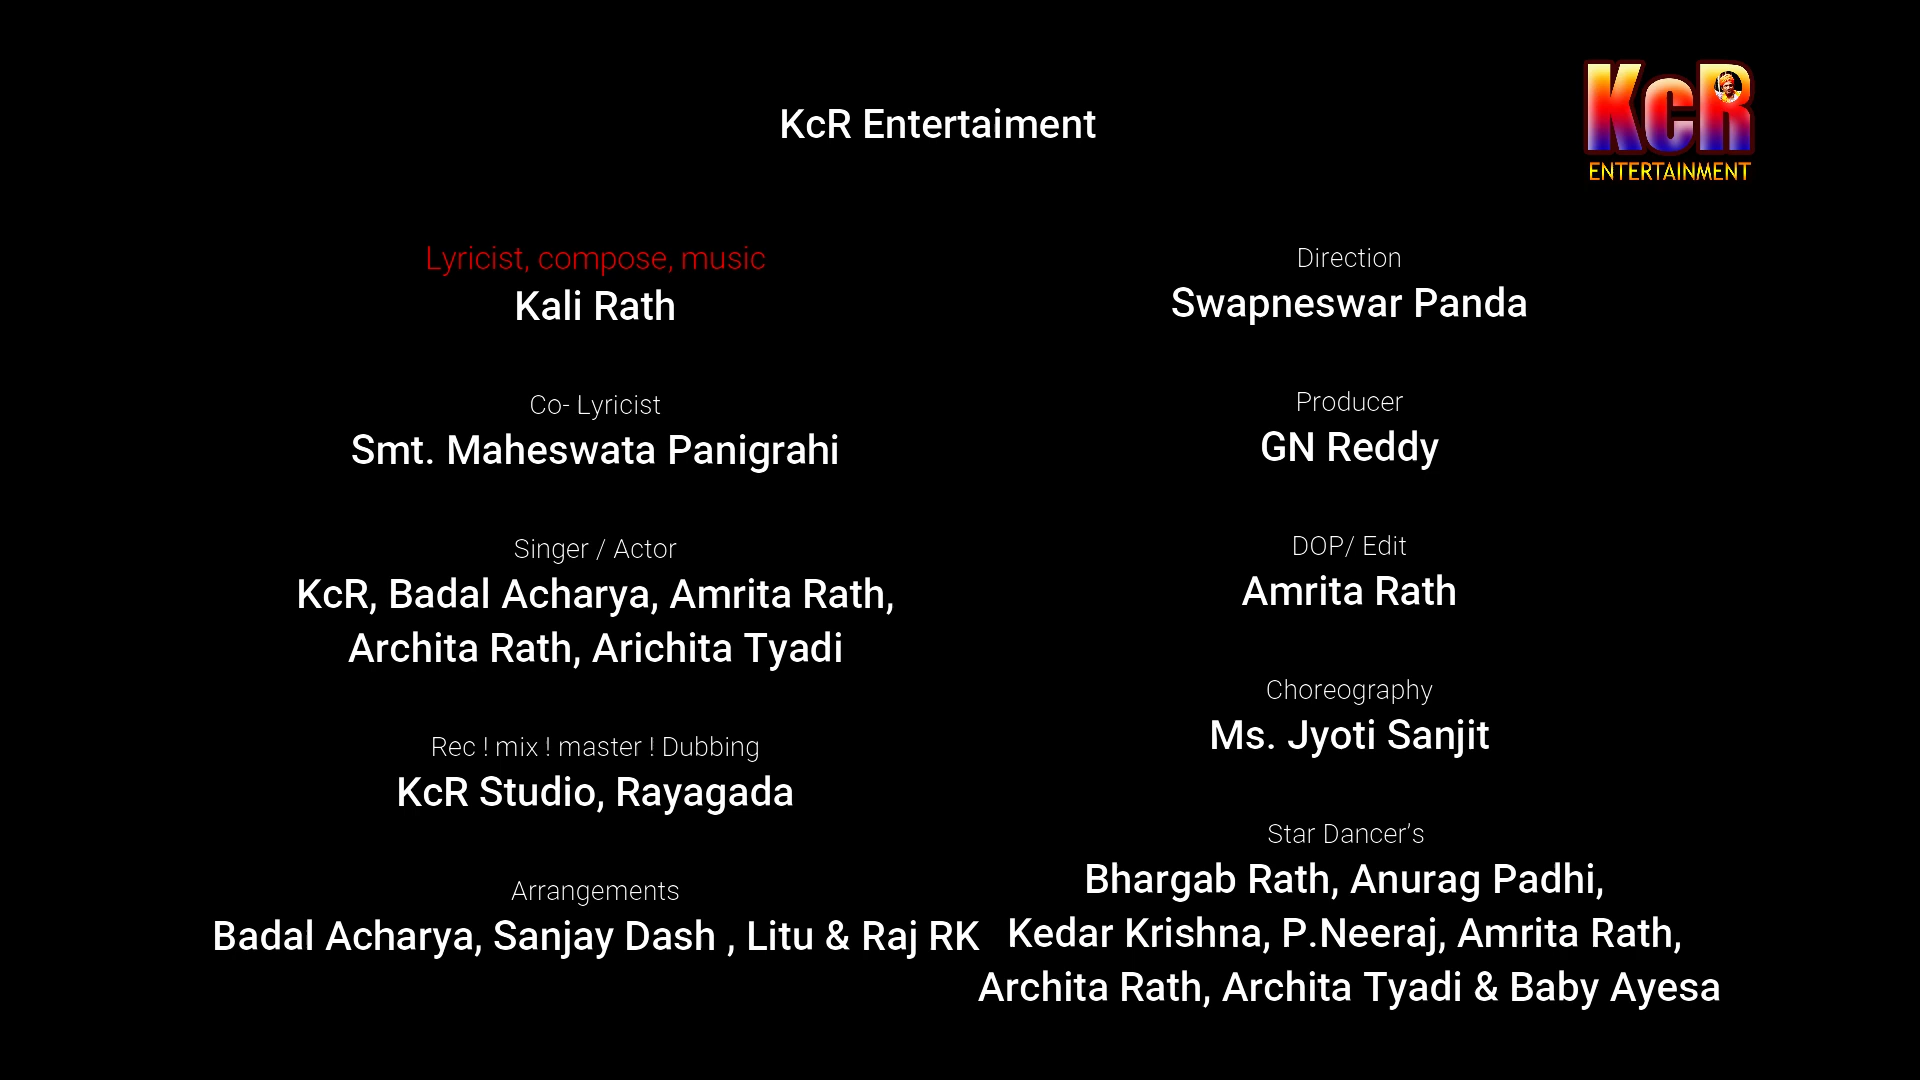 KcR Entertaiment
KcR
ENTERTAINMENT
Lyricist, compose, music
Kali Rath
Co- Lyricist
Smt. Maheswata Panigrahi
Singer / Actor
KcR, Badal Acharya, Amrita Rath,
Archita Rath, Arichita Tyadi
Rec ! mix ! master ! Dubbing
KcR Studio, Rayagada
Arrangements
Badal Acharya, Sanjay Dash , Litu & Raj RK
Direction
Swapneswar Panda
Producer
GN Reddy
DOP/ Edit
Amrita Rath
Choreography
Ms. Jyoti Sanjit
Star Dancer’s
Bhargab Rath, Anurag Padhi,
Kedar Krishna, P.Neeraj, Amrita Rath,
Archita Rath, Archita Tyadi & Baby Ayesa